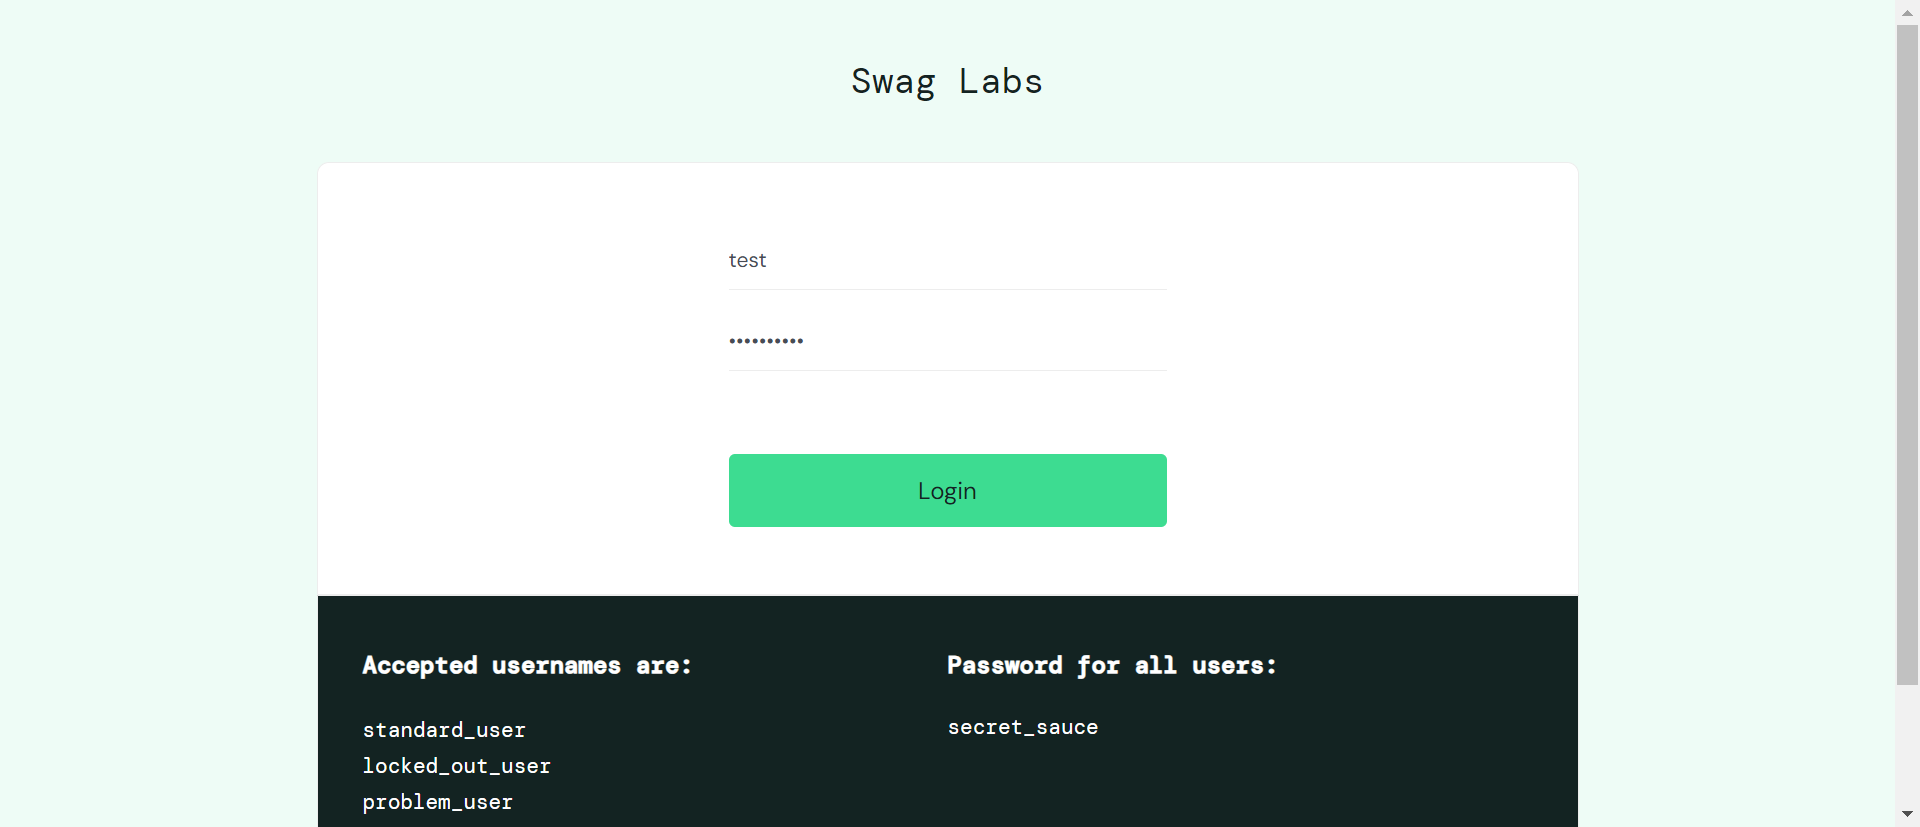 Swag Labs
test
••••••••••
Login
Accepted usernames are:
standard_user
locked_out_user
problem_user
Password for all users:
secret_sauce